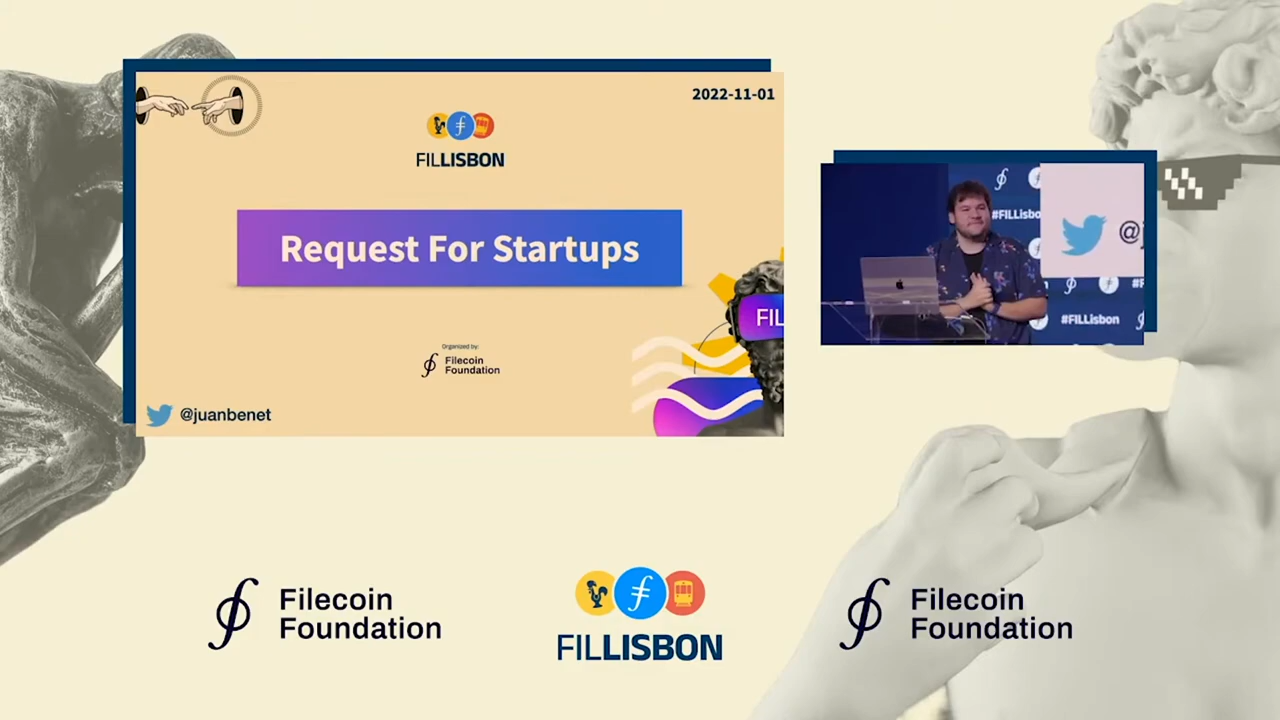 2022-11-01
FILLISBON
Request For Startups
FIL
Organized by:
Filecoin
Foundation
@juanbenet
#FILLisbo
@j
#F
#FILLisbon
Filecoin
Foundation
FILLISBON
Filecoin
Foundation